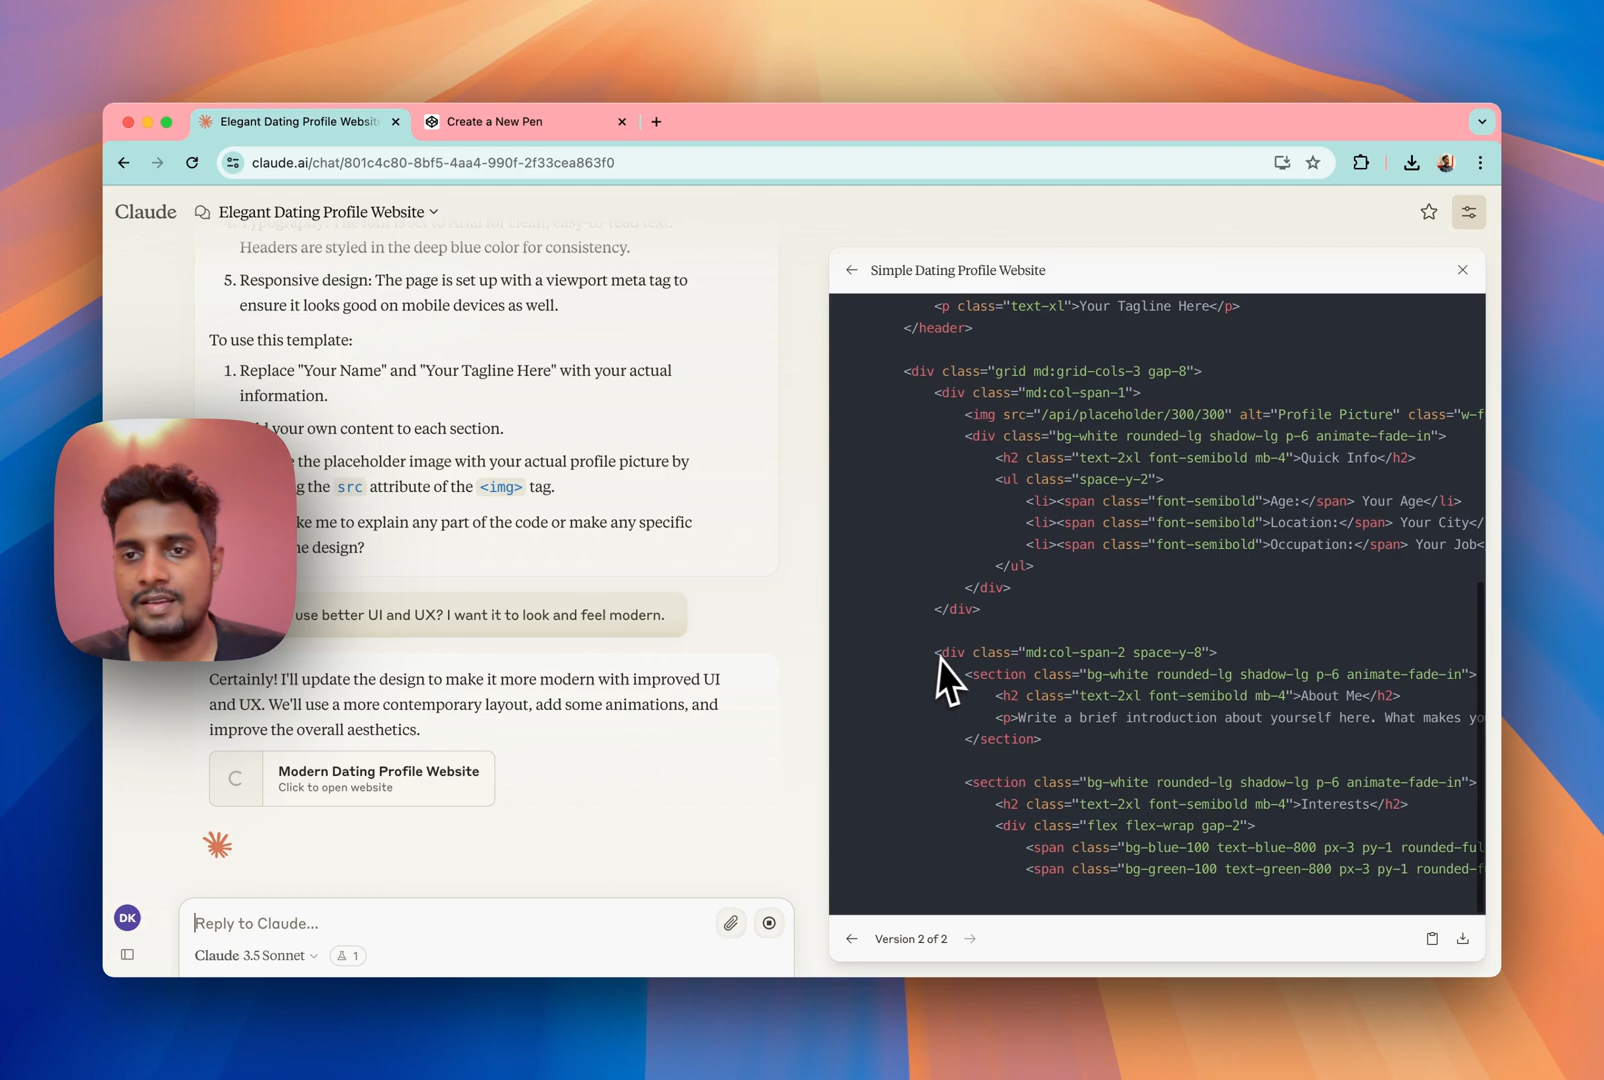 Elegant Dating Profile Websit
Create a New Pen
claude.ai/chat/801c4c80-8bf5-4aa4-990f-2f33cea863f0
Claude
Elegant Dating Profile Website
4. Typography: The font is set to Arial for clean, easy-to-read text.
Headers are styled in the deep blue color for consistency.
5. Responsive design: The page is set up with a viewport meta tag to
ensure it looks good on mobile devices as well.
To use this template:
1. Replace "Your Name" and "Your Tagline Here" with your actual
information.
your own content to each section.
the placeholder image with your actual profile picture by
g the src attribute of the <img> tag.
ke me to explain any part of the code or make any specific
e design?
use better UI and UX? I want it to look and feel modern.
Certainly! I'll update the design to make it more modern with improved UI
and UX. We'll use a more contemporary layout, add some animations, and
improve the overall aesthetics.
Modern Dating Profile Website
Click to open website
DK
Reply to Claude...
Claude 3.5 Sonnet
1
Simple Dating Profile Website
<p class="text-xl">Your Tagline Here</p>
</header>
<div class="grid md:grid-cols-3 gap-8">
<div class="md:col-span-1">
<img src="/api/placeholder/300/300" alt="Profile Picture" class="w-f
<div class="bg-white rounded-lg shadow-lg p-6 animate-fade-in">
<h2 class="text-2xl font-semibold mb-4">Quick Info</h2>
<ul class="space-y-2">
<li><span class="font-semibold">Age:</span> Your Age</li>
<li><span class="font-semibold">Location:</span> Your City</
<li><span class="font-semibold">Occupation:</span> Your Job<
</ul>
</div>
</div>
<div class="md:col-span-2 space-y-8">
<section class="bg-white rounded-lg shadow-lg p-6 animate-fade-in">
<h2 class="text-2xl font-semibold mb-4">About Me</h2>
<p>Write a brief introduction about yourself here. What makes yo
</section>
<section class="bg-white rounded-lg shadow-lg p-6 animate-fade-in">
<h2 class="text-2xl font-semibold mb-4">Interests</h2>
<div class="flex flex-wrap gap-2">
<span class="bg-blue-100 text-blue-800 px-3 py-1 rounded-ful
<span class="bg-green-100 text-green-800 px-3 py-1 rounded-f
Version 2 of 2